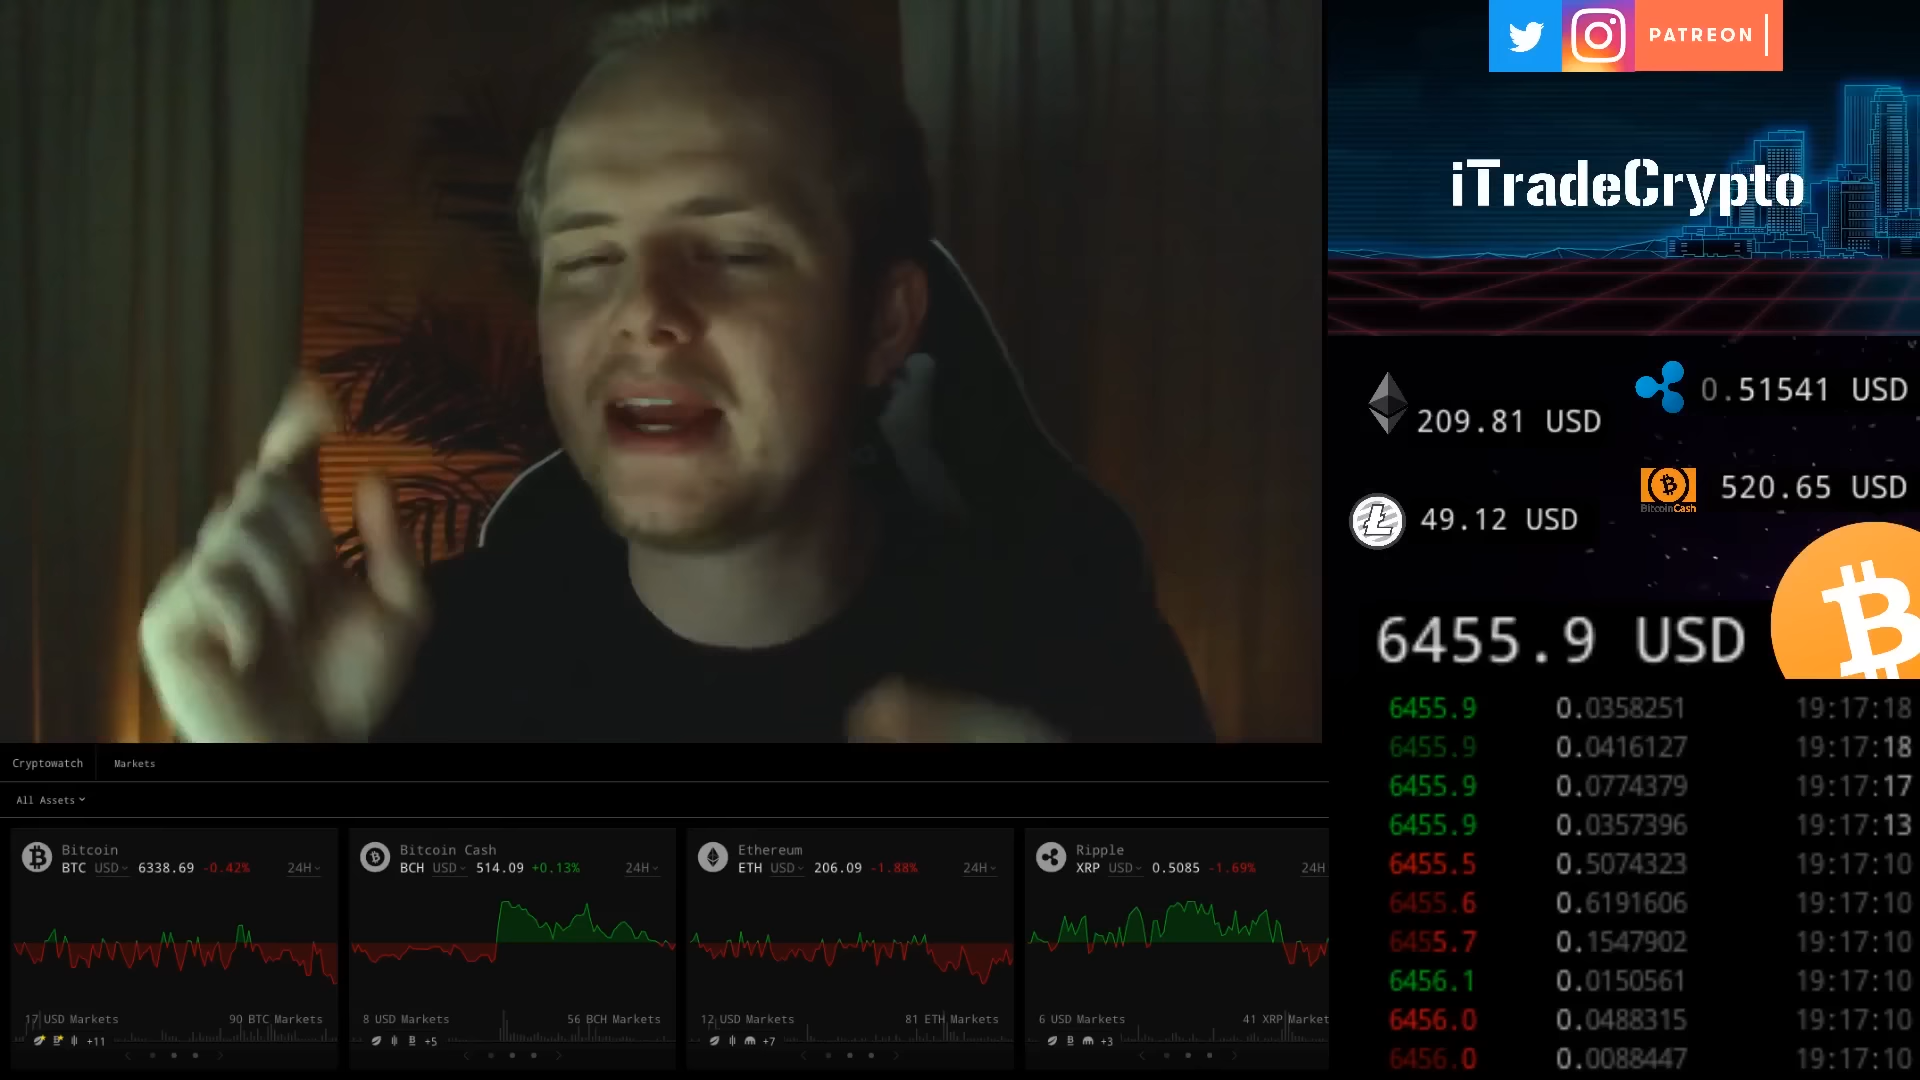 PATREON
iTradeCrypto
209.81 USD
0.51541 USD
49.12 USD
BitcoinCash
520.65 USD
6455.9 USD
6455.9 0.0358251 19:17:18
6455.9 0.0416127 19:17:18
6455.9 0.0774379 19:17:17
6455.9 0.0357396 19:17:13
6455.5 0.5074323 19:17:10
6455.6 0.6191606 19:17:10
6455.7 0.1547902 19:17:10
6456.1 0.0150561 19:17:10
6456.0 0.0488315 19:17:10
6456.0 0.0088447 19:17:10
Cryptowatch Markets
All Assets
Bitcoin
BTC USD 6338.69 -0.42% 24H
17 USD Markets 90 BTC Markets
+11
Bitcoin Cash
BCH USD 514.09 +0.13% 24H
8 USD Markets 56 BCH Markets
+5
Ethereum
ETH USD 206.09 -1.88% 24H
12 USD Markets 81 ETH Markets
+7
Ripple
XRP USD 0.5085 -1.69% 24H
6 USD Markets 41 XRP Market
+3